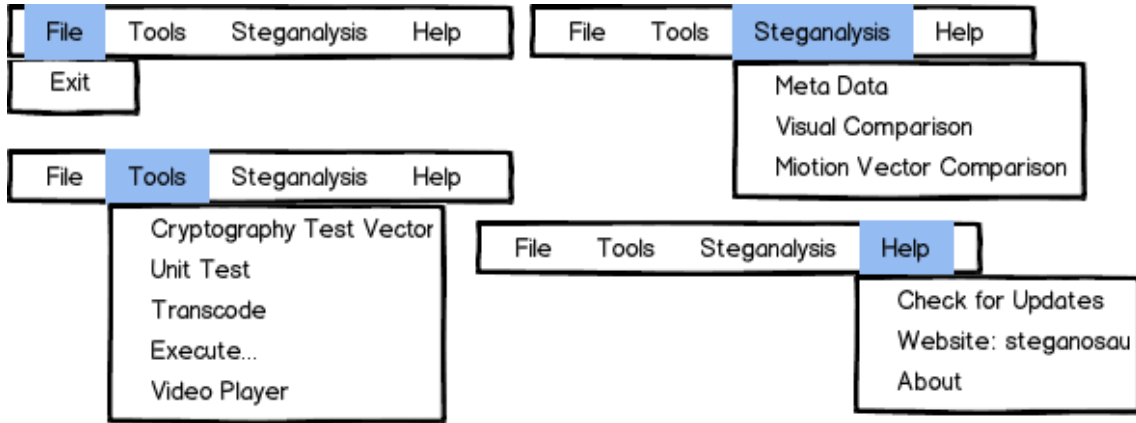 File Tools Steganalysis Help
Exit
File Tools Steganalysis Help
Meta Data
Visual Comparison
Miotion Vector Comparison
File Tools Steganalysis Help
Cryptography Test Vector
Unit Test
Transcode
Execute...
Video Player
File Tools Steganalysis Help
Check for Updates
Website: steganosau
About